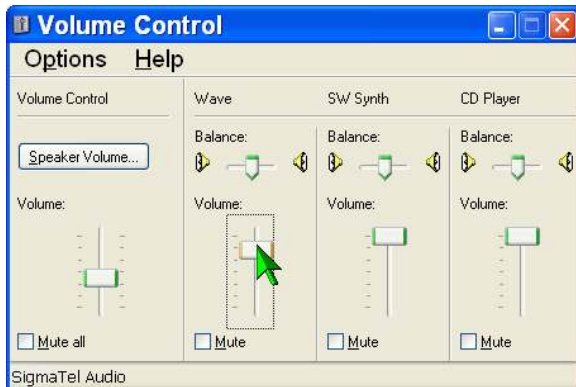 Volume Control
Options Help
Volume Control Wave SW Synth CD Player
Speaker Volume... Balance: Balance: Balance:
Volume: Volume: Volume: Volume:
Mute all Mute Mute Mute
SigmaTel Audio